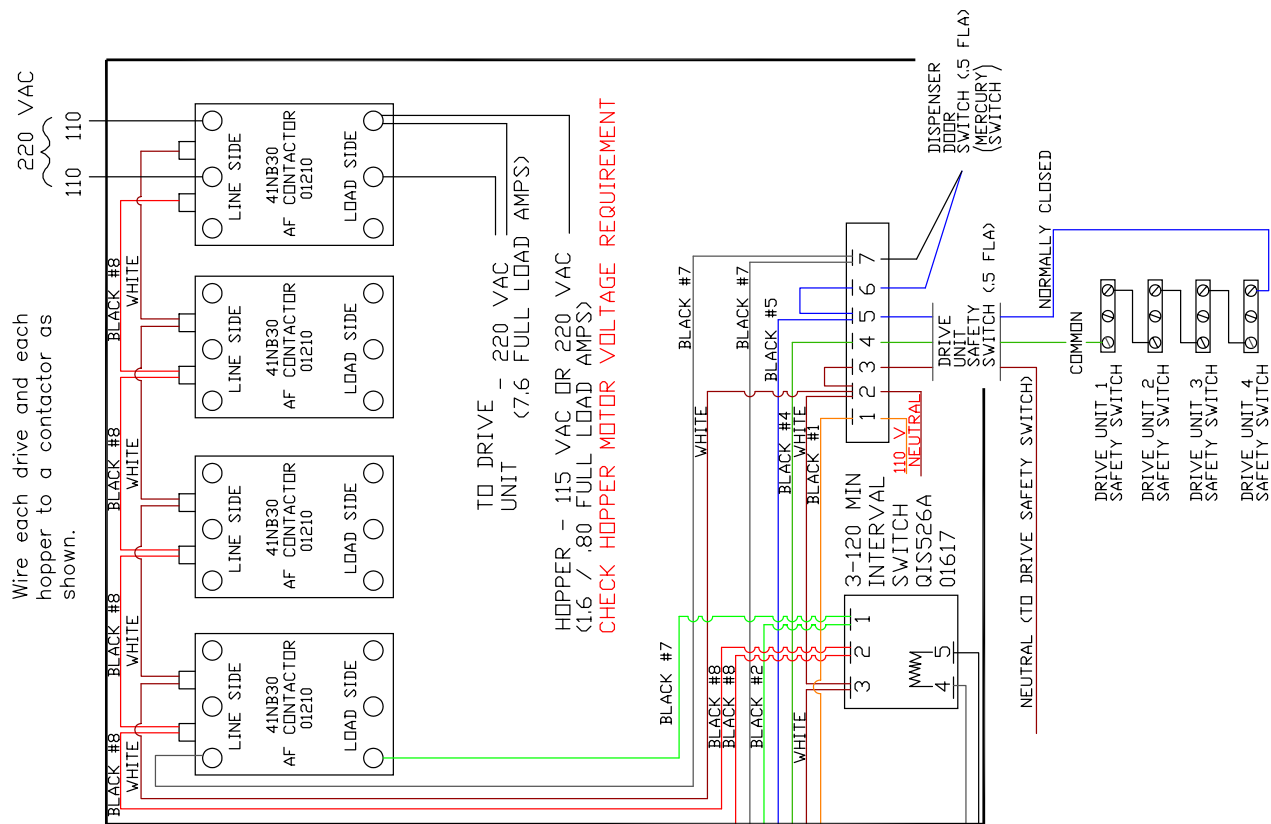 Wire each drive and each
hopper to a contactor as
shown.
220 VAC
110
110
LINE SIDE
41NB30
AF CONTACTOR
01210
LOAD SIDE
LINE SIDE
41NB30
AF CONTACTOR
01210
LOAD SIDE
LINE SIDE
41NB30
AF CONTACTOR
01210
LOAD SIDE
LINE SIDE
41NB30
AF CONTACTOR
01210
LOAD SIDE
BLACK #8
WHITE
BLACK #8
WHITE
BLACK #8
WHITE
BLACK #8
WHITE
TO DRIVE - 220 VAC
UNIT (7.6 FULL LOAD AMPS)
HOPPER - 115 VAC OR 220 VAC
(1.6 / .80 FULL LOAD AMPS)
CHECK HOPPER MOTOR VOLTAGE REQUIREMENT
BLACK #7
WHITE
BLACK #7
BLACK #5
BLACK #4
WHITE
BLACK #1
BLACK #7
BLACK #8
BLACK #8
BLACK #2
WHITE
1 2 3 4 5 6 7
110 V
NEUTRAL
3-120 MIN
INTERVAL
SWITCH
QIS526A
01617
1
2
3
4
5
DISPENSER
DOOR
SWITCH (.5 FLA)
(MERCURY)
(SWITCH)
DRIVE
UNIT
SAFETY
SWITCH (.5 FLA)
NORMALLY CLOSED
COMMON
NEUTRAL (TO DRIVE SAFETY SWITCH)
DRIVE UNIT 1
SAFETY SWITCH
DRIVE UNIT 2
SAFETY SWITCH
DRIVE UNIT 3
SAFETY SWITCH
DRIVE UNIT 4
SAFETY SWITCH